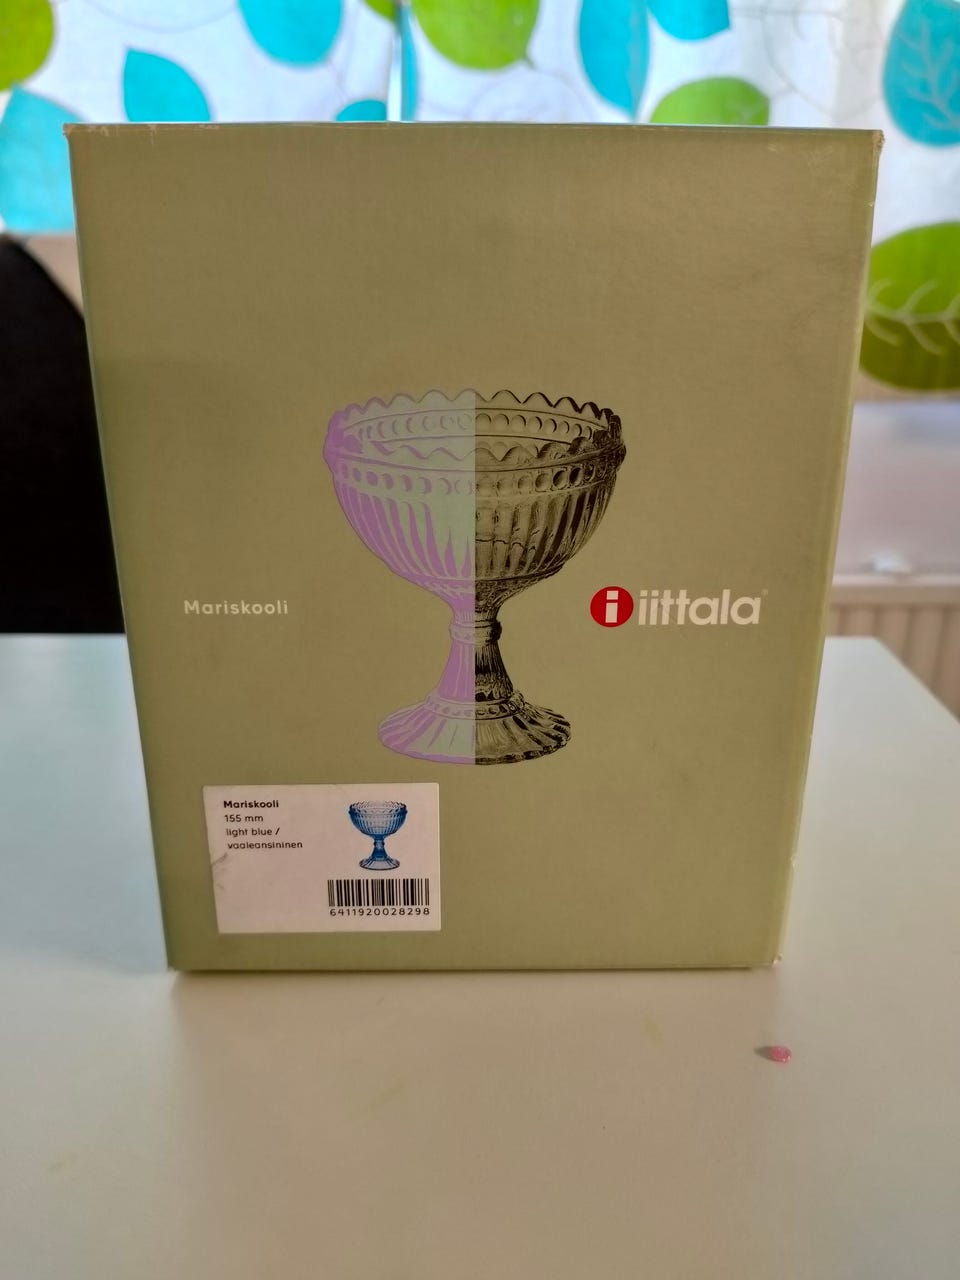 Mariskooli
i iittala®
Mariskooli
155 mm
light blue /
vaaleansininen
6411920028298